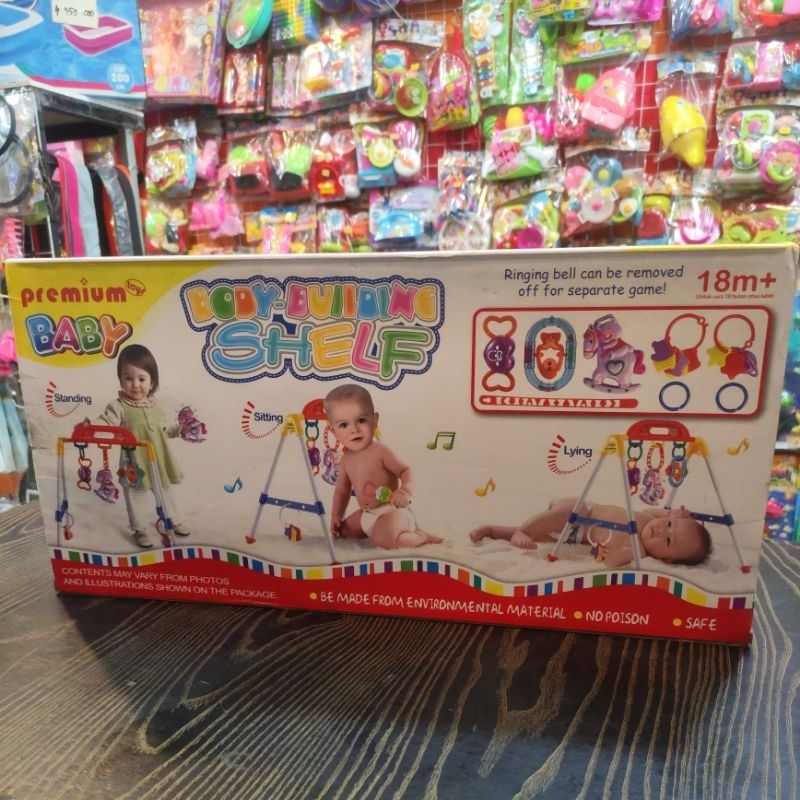 200
premium
toys
BABY
BODY-BUILDING
SHELF
Ringing bell can be removed
off for separate game!
18m+
Untuk usia 18 bulan atau lebih
Standing
Sitting
Lying
CONTENTS MAY VARY FROM PHOTOS
AND ILLUSTRATIONS SHOWN ON THE PACKAGE.
BE MADE FROM ENVIRONMENTAL MATERIAL
NO POISON
SAFE